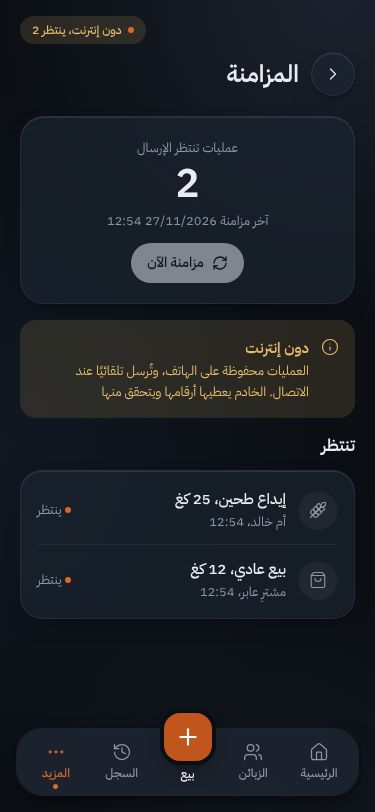 دون إنترنت، ينتظر 2
المزامنة
عمليات تنتظر الإرسال
2
آخر مزامنة 27/11/2026 12:54
مزامنة الآن
دون إنترنت
العمليات محفوظة على الهاتف، وتُرسل تلقائيًا عند
الاتصال. الخادم يعطيها أرقامها ويتحقق منها
تنتظر
إيداع طحين، 25 كغ
ينتظر
أم خالد، 12:54
بيع عادي، 12 كغ
ينتظر
مشترٍ عابر، 12:54
الرئيسية
الزبائن
بيع
السجل
المزيد